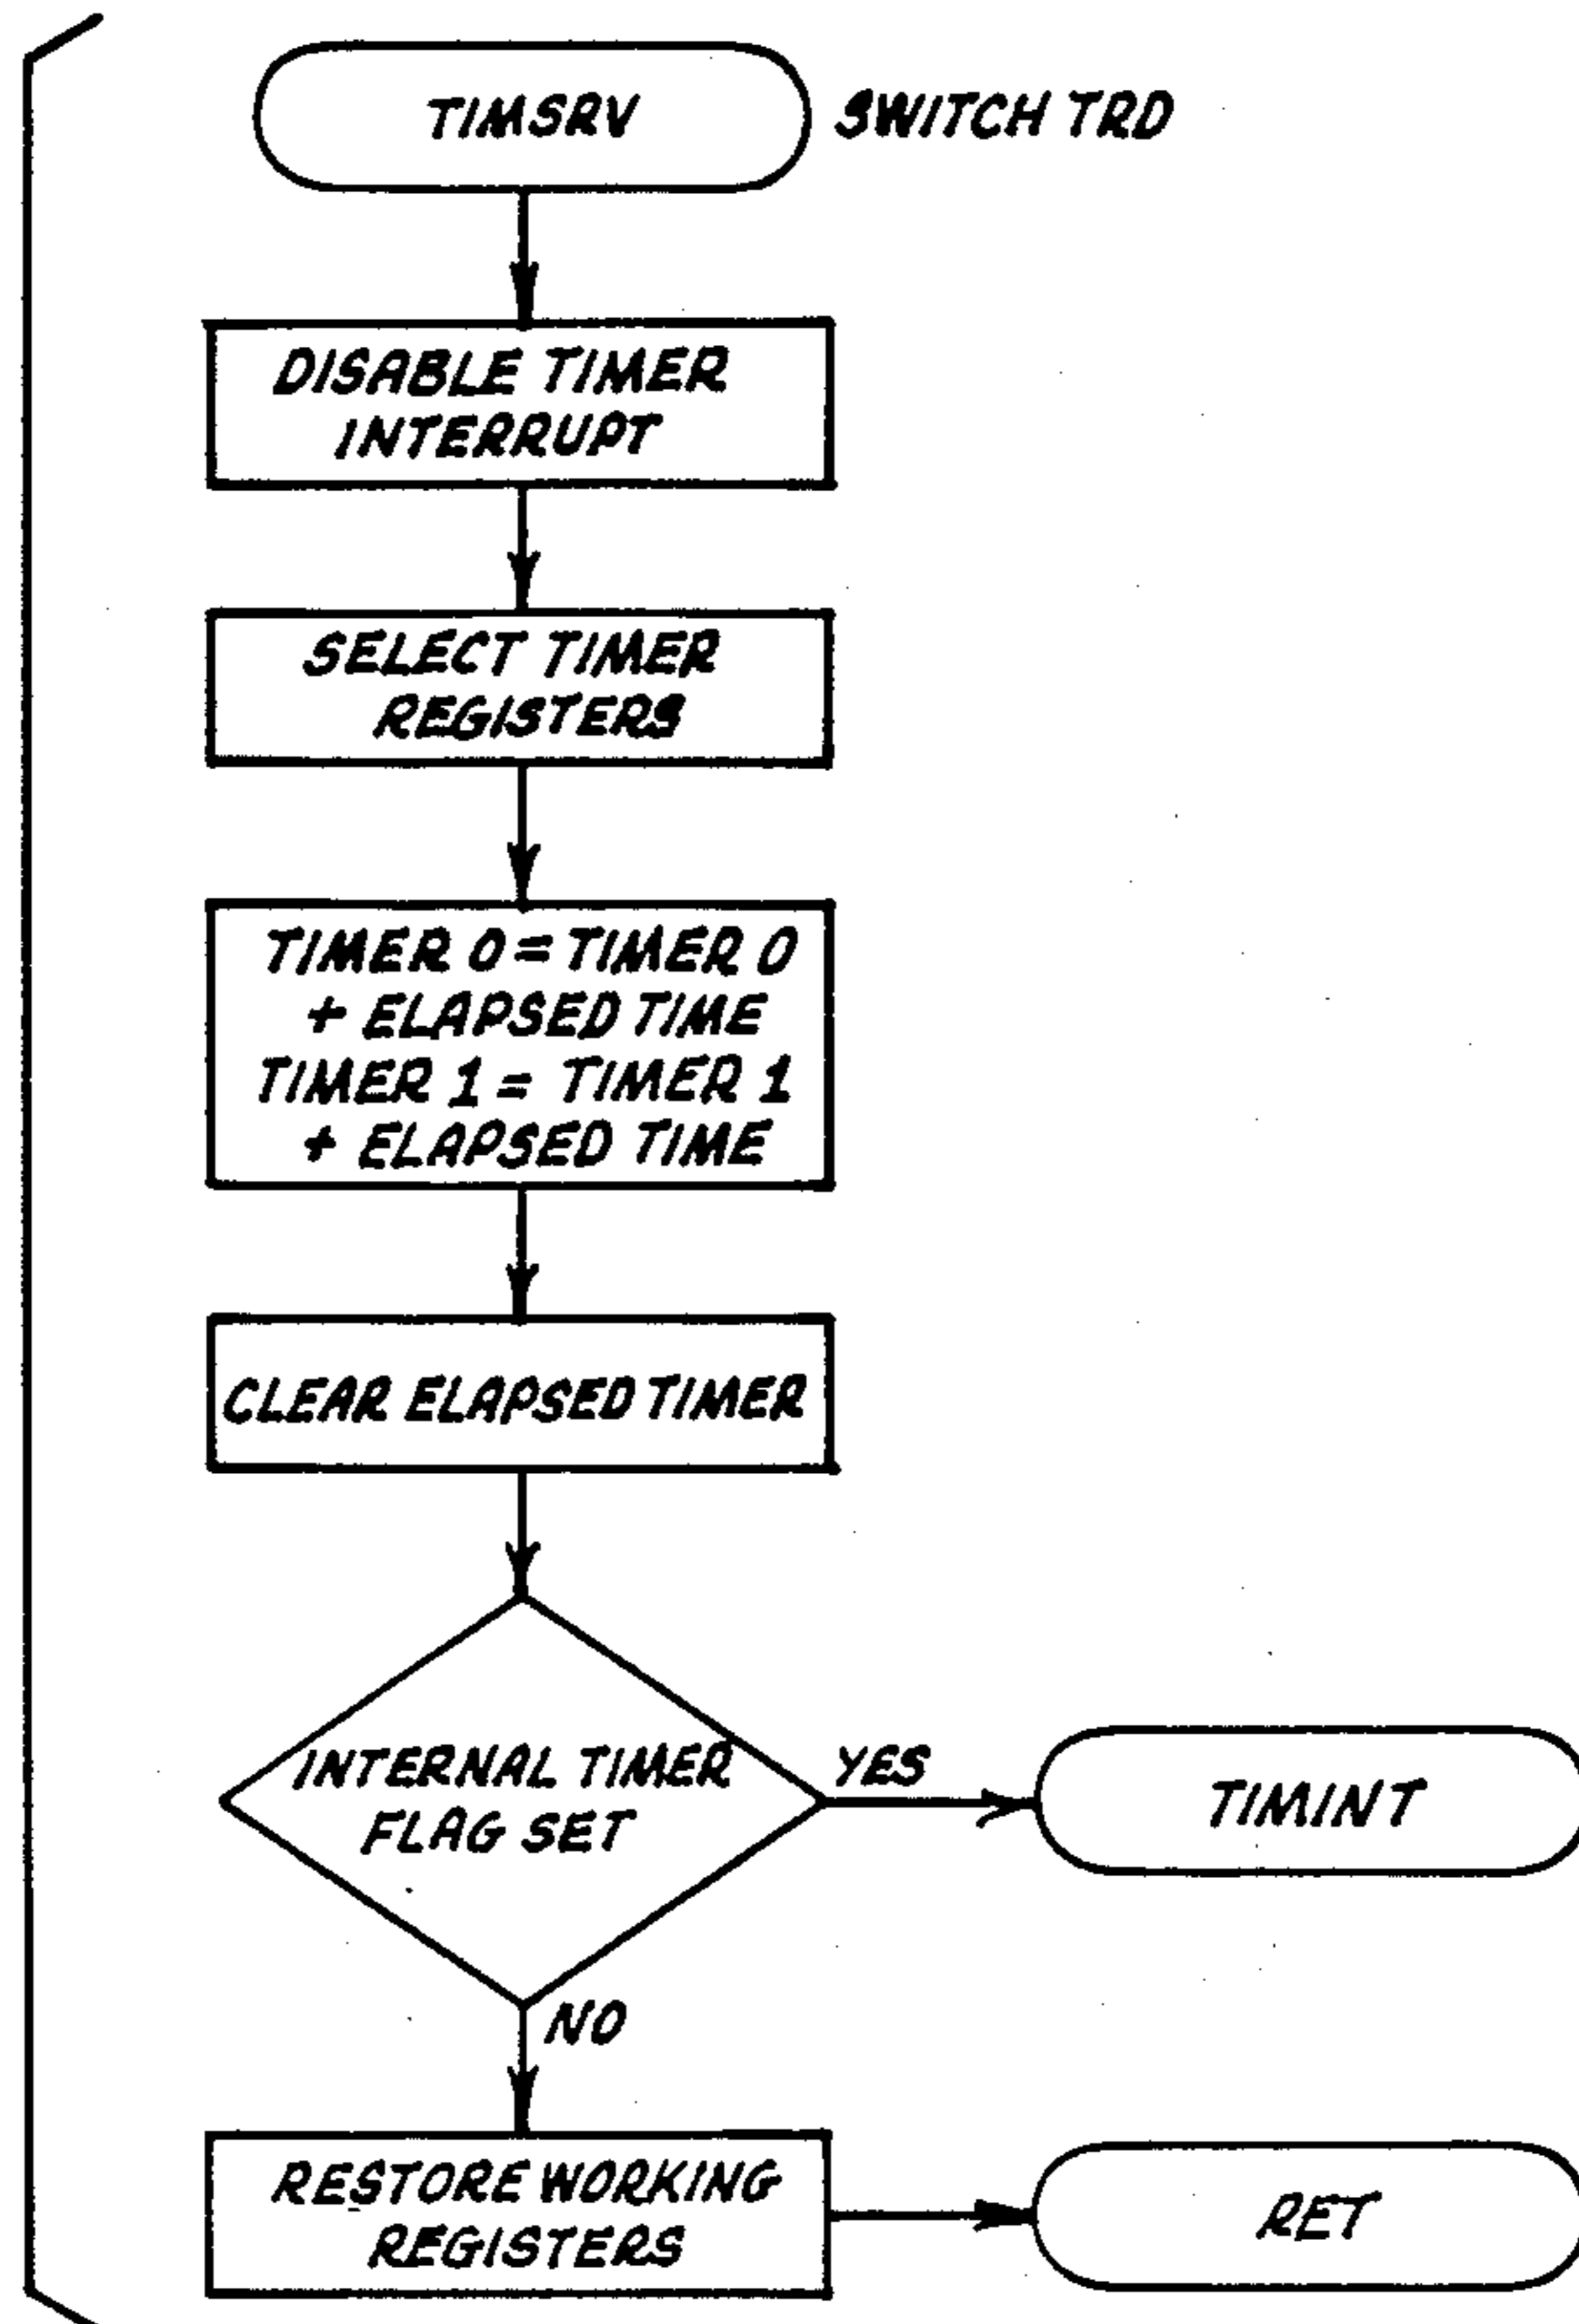 TIMSRV
SWITCH TRD
DISABLE TIMER
INTERRUPT
SELECT TIMER
REGISTERS
TIMER 0 = TIMER 0
+ ELAPSED TIME
TIMER 1 = TIMER 1
+ ELAPSED TIME
CLEAR ELAPSED TIMER
INTERNAL TIMER
FLAG SET
YES
TIMINT
NO
RESTORE WORKING
REGISTERS
RET